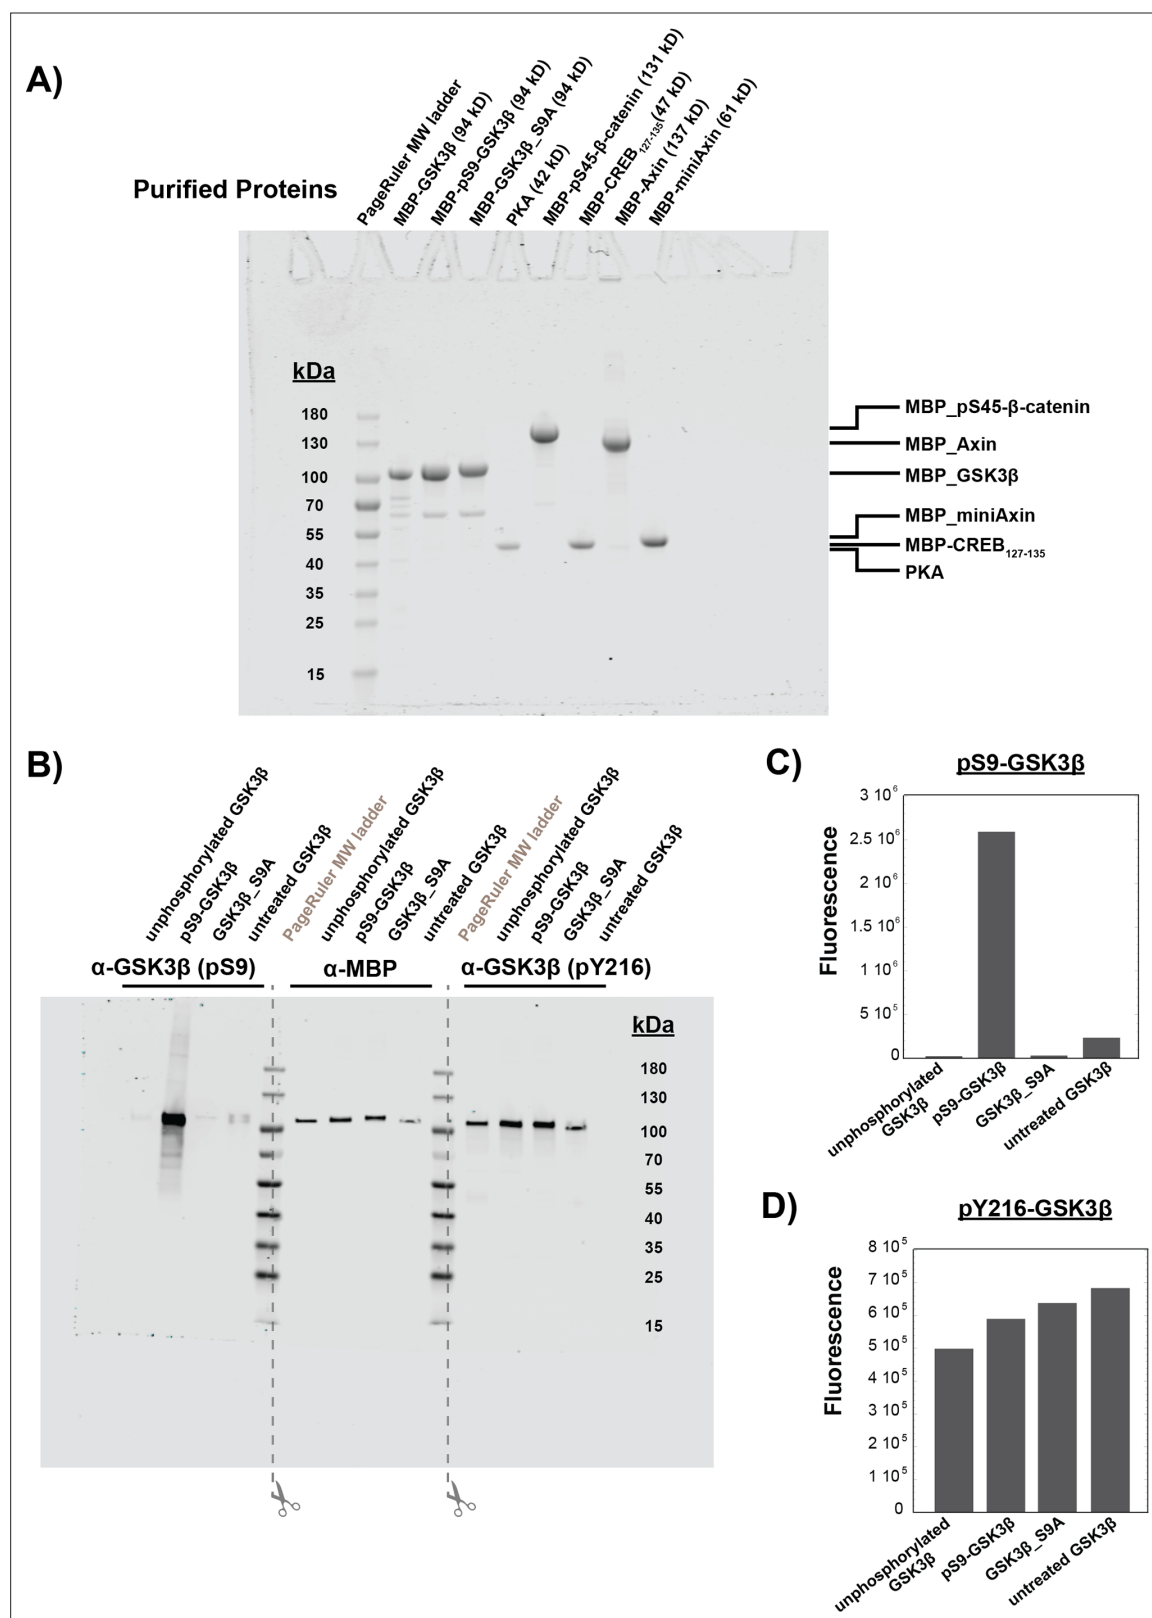 A)
Purified Proteins
PageRuler MW ladder
MBP-GSK3β (94 kD)
MBP-pS9-GSK3β (94 kD)
MBP-GSK3β_S9A (94 kD)
PKA (42 kD)
MBP-pS45-β-catenin (131 kD)
MBP-CREB127-135(47 kD)
MBP-Axin (137 kD)
MBP-miniAxin (61 kD)
kDa
180
130
100
70
55
40
35
25
15
MBP_pS45-β-catenin
MBP_Axin
MBP_GSK3β
MBP_miniAxin
MBP-CREB127-135
PKA
B)
unphosphorylated GSK3β
pS9-GSK3β
GSK3β_S9A
untreated GSK3β
PageRuler MW ladder
unphosphorylated GSK3β
pS9-GSK3β
GSK3β_S9A
untreated GSK3β
PageRuler MW ladder
unphosphorylated GSK3β
pS9-GSK3β
GSK3β_S9A
untreated GSK3β
α-GSK3β (pS9)
α-MBP
α-GSK3β (pY216)
kDa
180
130
100
70
55
40
35
25
15
C)
pS9-GSK3β
Fluorescence
3 10⁶
2.5 10⁶
2 10⁶
1.5 10⁶
1 10⁶
5 10⁵
0
unphosphorylated
GSK3β
pS9-GSK3β
GSK3β_S9A
untreated GSK3β
D)
pY216-GSK3β
Fluorescence
8 10⁵
7 10⁵
6 10⁵
5 10⁵
4 10⁵
3 10⁵
2 10⁵
1 10⁵
0
unphosphorylated
GSK3β
pS9-GSK3β
GSK3β_S9A
untreated GSK3β